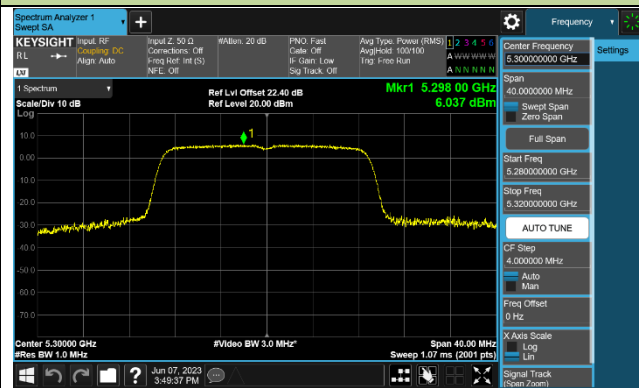 Spectrum Analyzer 1
Swept SA
Frequency
KEYSIGHT
RL
LXI
Input: RF
Coupling: DC
Align: Auto
Input Z: 50 Ω
Corrections: Off
Freq Ref: Int (S)
NFE: Off
#Atten: 20 dB
PNO: Fast
Gate: Off
IF Gain: Low
Sig Track: Off
Avg Type: Power (RMS)
Avg|Hold: 100/100
Trig: Free Run
1 2 3 4 5 6
A W W W W W
A N N N N N
1 Spectrum
Scale/Div 10 dB
Ref Lvl Offset 22.40 dB
Ref Level 20.00 dBm
Mkr1 5.298 00 GHz
6.037 dBm
Log
1
10.0
0.00
-10.0
-20.0
-30.0
-40.0
-50.0
-60.0
-70.0
Center 5.30000 GHz
#Res BW 1.0 MHz
#Video BW 3.0 MHz*
Span 40.00 MHz
Sweep 1.07 ms (2001 pts)
Center Frequency
5.300000000 GHz
Settings
Span
40.0000000 MHz
Swept Span
Zero Span
Full Span
Start Freq
5.280000000 GHz
Stop Freq
5.320000000 GHz
AUTO TUNE
CF Step
4.000000 MHz
Auto
Man
Freq Offset
0 Hz
X Axis Scale
Log
Lin
Signal Track
(Span Zoom)
Jun 07, 2023
3:49:37 PM